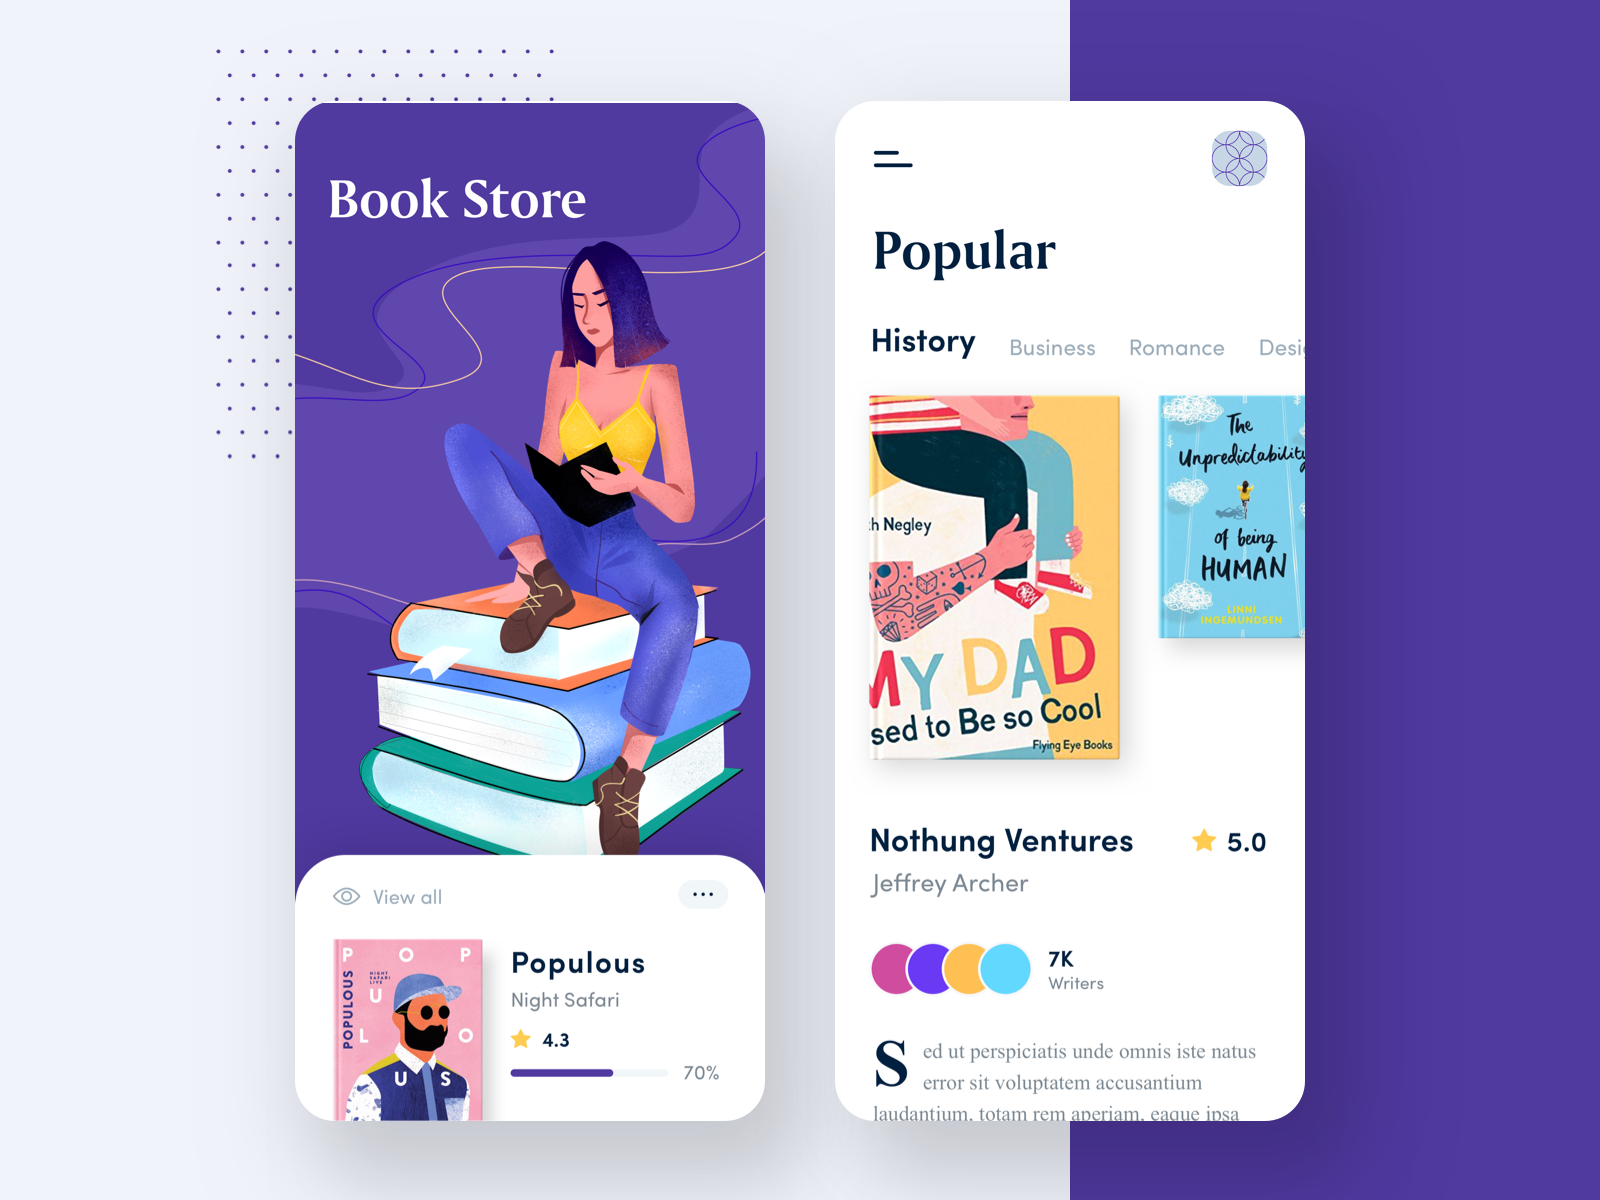 Book Store
View all
POPULOUS
P O P
NIGHT
SAFARI
LIVE
U
L O
U S
Populous
Night Safari
4.3
70%
Popular
History Business Romance Desig
h Negley
MY DAD
sed to Be so Cool
Flying Eye Books
The
Unpredictability
of being
HUMAN
LINNI
INGEMUNDSEN
Nothung Ventures 5.0
Jeffrey Archer
7K
Writers
Sed ut perspiciatis unde omnis iste natus
error sit voluptatem accusantium
laudantium, totam rem aperiam, eaque ipsa